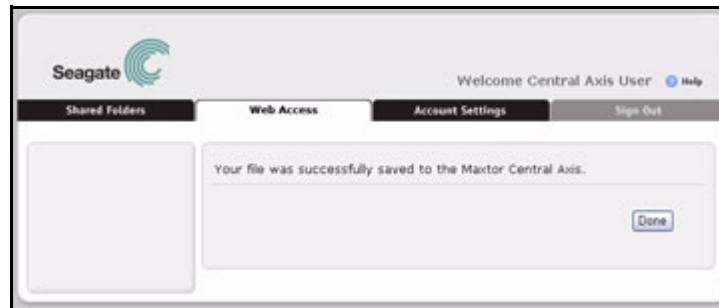 Seagate
Welcome Central Axis User ? Help
Shared Folders Web Access Account Settings Sign Out
Your file was successfully saved to the Maxtor Central Axis.
Done